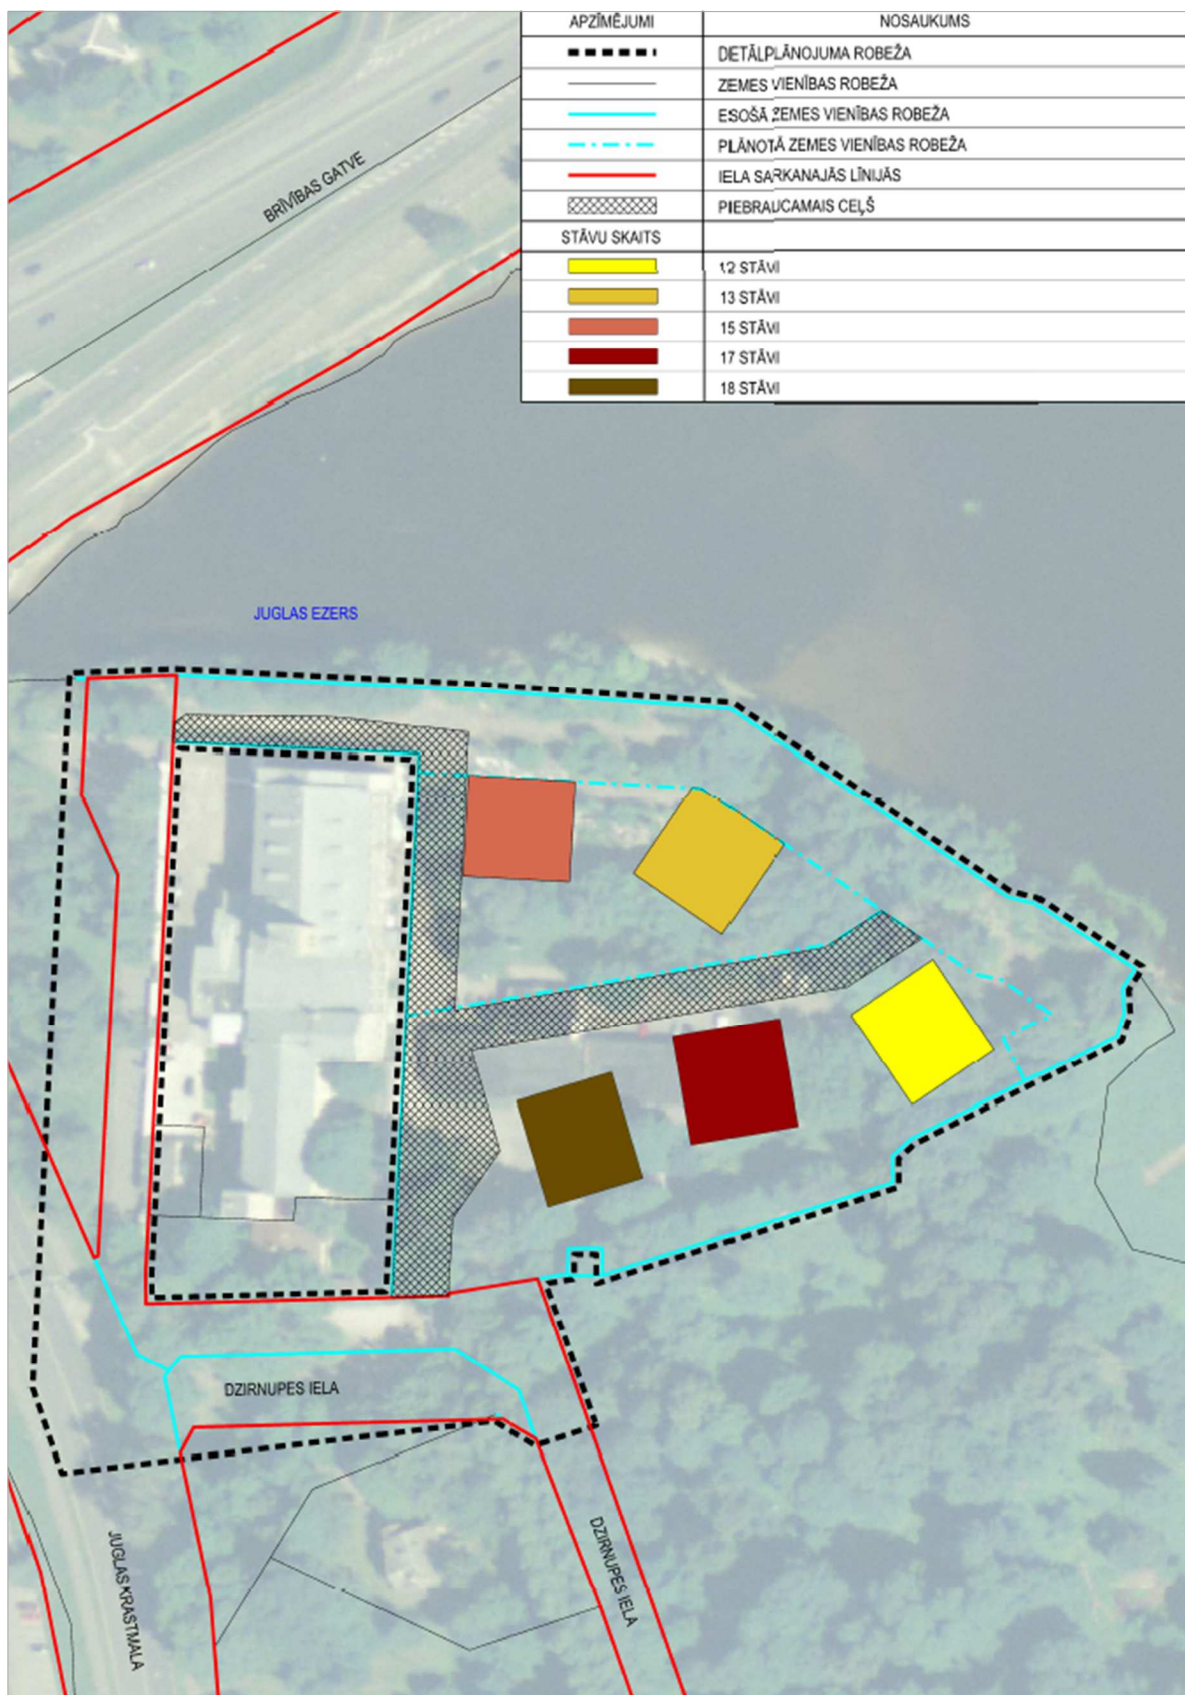 APZĪMĒJUMI NOSAUKUMS
DETĀLPLĀNOJUMA ROBEŽA
ZEMES VIENĪBAS ROBEŽA
ESOŠĀ ZEMES VIENĪBAS ROBEŽA
PLĀNOTĀ ZEMES VIENĪBAS ROBEŽA
IELA SARKANAJĀS LĪNIJĀS
PIEBRAUCAMAIS CEĻŠ
STĀVU SKAITS
12 STĀVI
13 STĀVI
15 STĀVI
17 STĀVI
18 STĀVI
BRĪVĪBAS GATVE
JUGLAS EZERS
DZIRNUPES IELA
JUGLAS KRASTMALA
DZIRNUPES IELA